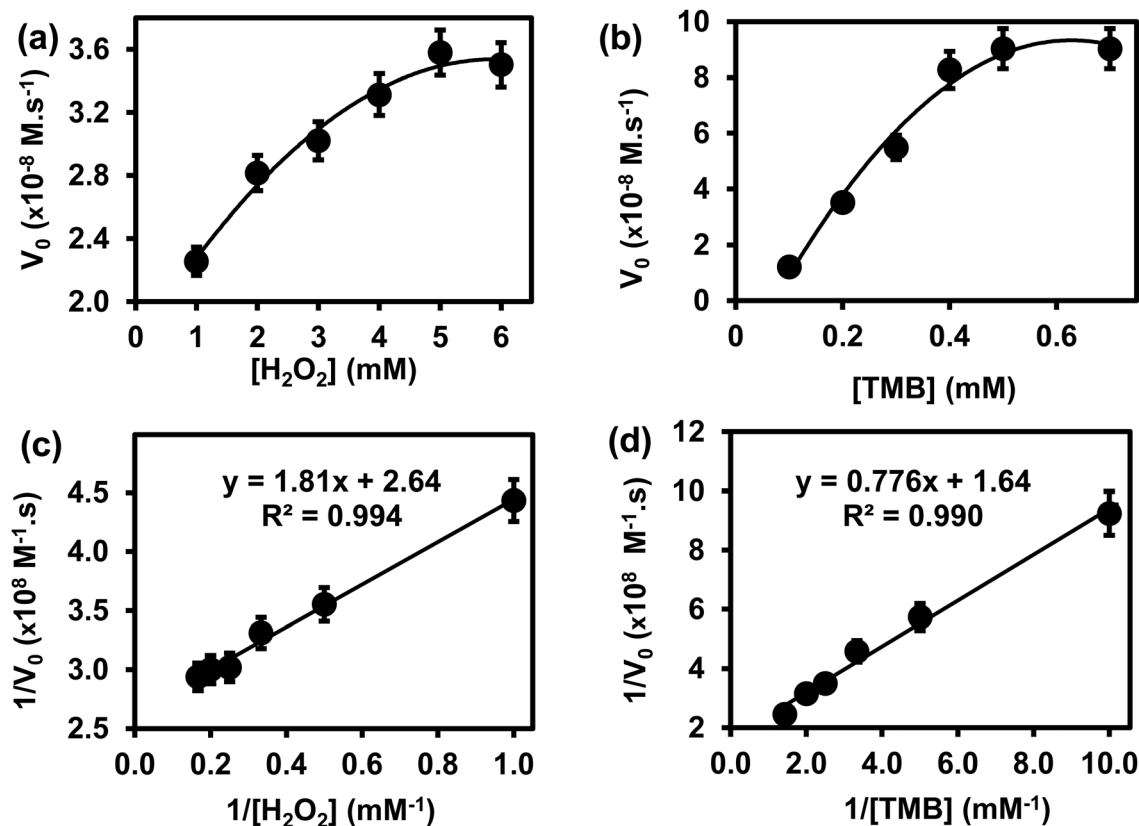 (a)
V₀ (x10⁻⁸ M.s⁻¹)
3.6
3.2
2.8
2.4
2.0
0 1 2 3 4 5 6
[H₂O₂] (mM)
(b)
V₀ (x10⁻⁸ M.s⁻¹)
10
8
6
4
2
0
0 0.2 0.4 0.6
[TMB] (mM)
(c)
y = 1.81x + 2.64
R² = 0.994
1/V₀ (x10⁸ M⁻¹.s)
4.5
4.0
3.5
3.0
2.5
0.0 0.2 0.4 0.6 0.8 1.0
1/[H₂O₂] (mM⁻¹)
(d)
y = 0.776x + 1.64
R² = 0.990
1/V₀ (x10⁸ M⁻¹.s)
12
10
8
6
4
2
0.0 2.0 4.0 6.0 8.0 10.0
1/[TMB] (mM⁻¹)